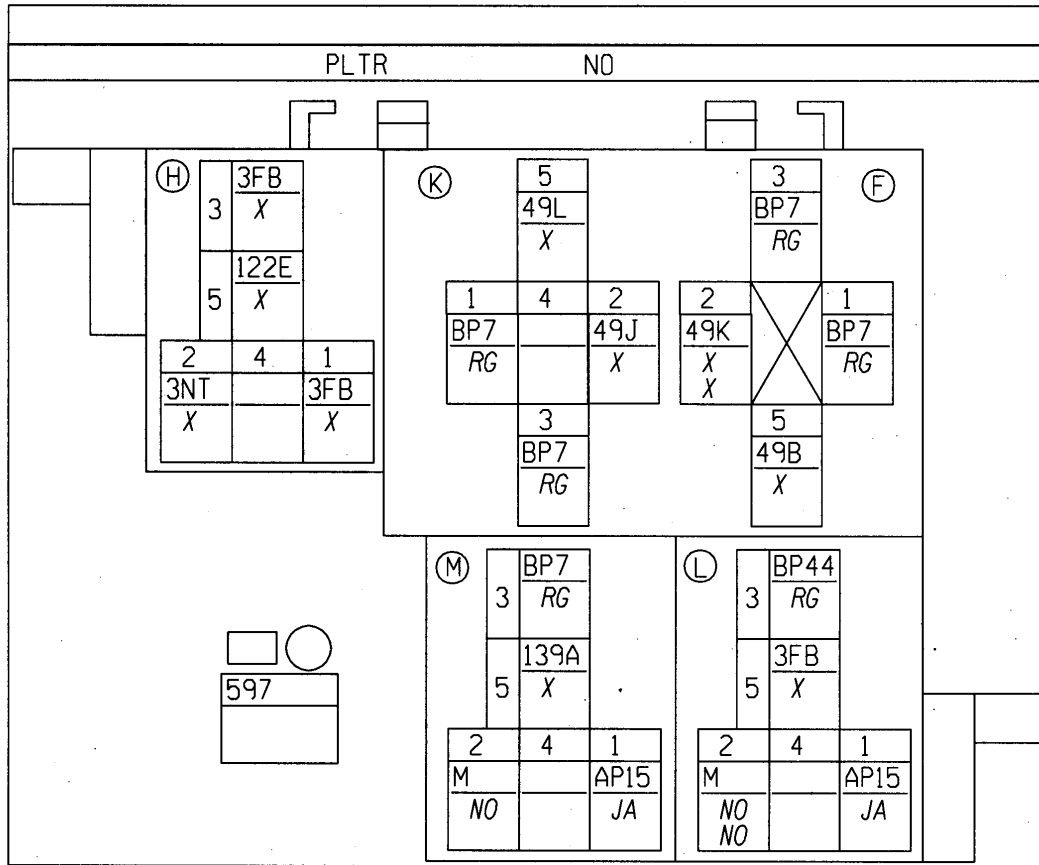 PLTR NO
H
3 3FB
X
5 122E
X
2 4 1
3NT 3FB
X X
K
5
49L
X
1 4 2
BP7 49J
RG X
3
BP7
RG
F
3
BP7
RG
2 1
49K BP7
X RG
X
5
49B
X
M
3 BP7
RG
5 139A
X
2 4 1
M AP15
NO JA
L
3 BP44
RG
5 3FB
X
2 4 1
M AP15
NO JA
NO
597